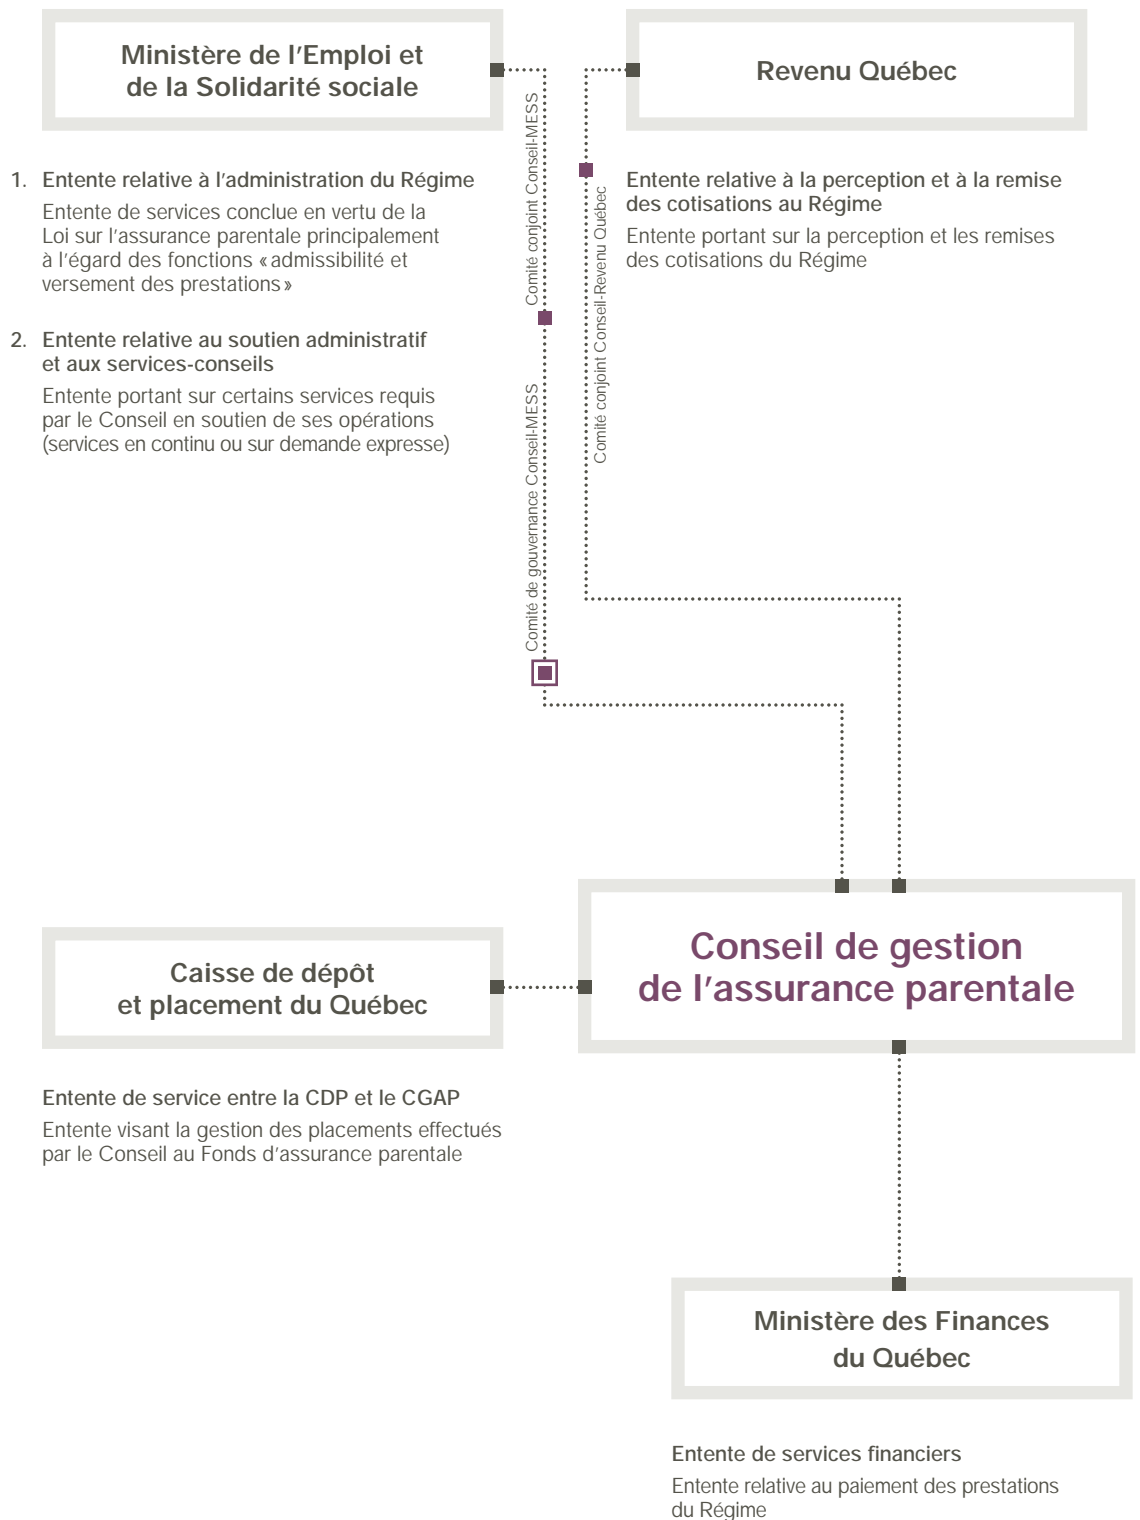 Ministère de l'Emploi et
de la Solidarité sociale
Revenu Québec
1. Entente relative à l'administration du Régime
Entente de services conclue en vertu de la
Loi sur l'assurance parentale principalement
à l'égard des fonctions «admissibilité et
versement des prestations»
2. Entente relative au soutien administratif
et aux services-conseils
Entente portant sur certains services requis
par le Conseil en soutien de ses opérations
(services en continu ou sur demande expresse)
Comité conjoint Conseil-MESS
Comité de gouvernance Conseil-MESS
Comité conjoint Conseil-Revenu Québec
Entente relative à la perception et à la remise
des cotisations au Régime
Entente portant sur la perception et les remises
des cotisations du Régime
Conseil de gestion
de l'assurance parentale
Caisse de dépôt
et placement du Québec
Entente de service entre la CDP et le CGAP
Entente visant la gestion des placements effectués
par le Conseil au Fonds d'assurance parentale
Ministère des Finances
du Québec
Entente de services financiers
Entente relative au paiement des prestations
du Régime